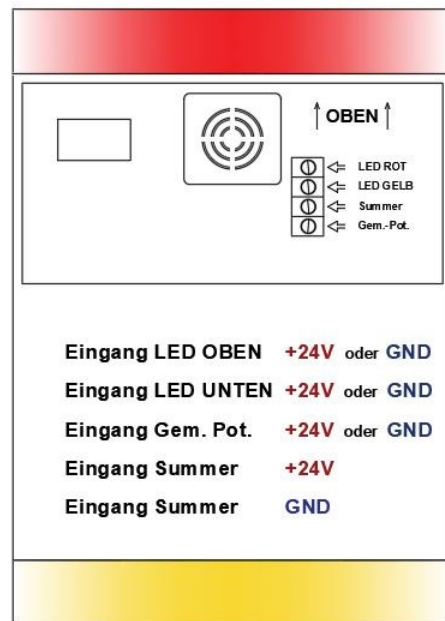 OBEN
LED ROT
LED GELB
Summer
Gem.-Pot.
Eingang LED OBEN +24V oder GND
Eingang LED UNTEN +24V oder GND
Eingang Gem. Pot. +24V oder GND
Eingang Summer +24V
Eingang Summer GND